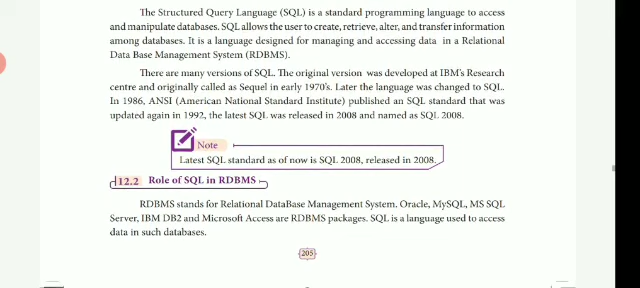 The Structured Query Language (SQL) is a standard programming language to access
and manipulate databases. SQL allows the user to create, retrieve, alter, and transfer information
among databases. It is a language designed for managing and accessing data in a Relational
Data Base Management System (RDBMS).
There are many versions of SQL. The original version was developed at IBM's Research
centre and originally called as Sequel in early 1970's. Later the language was changed to SQL.
In 1986, ANSI (American National Standard Institute) published an SQL standard that was
updated again in 1992, the latest SQL was released in 2008 and named as SQL 2008.
Note
Latest SQL standard as of now is SQL 2008, released in 2008.
12.2 Role of SQL in RDBMS
RDBMS stands for Relational DataBase Management System. Oracle, MySQL, MS SQL
Server, IBM DB2 and Microsoft Access are RDBMS packages. SQL is a language used to access
data in such databases.
205